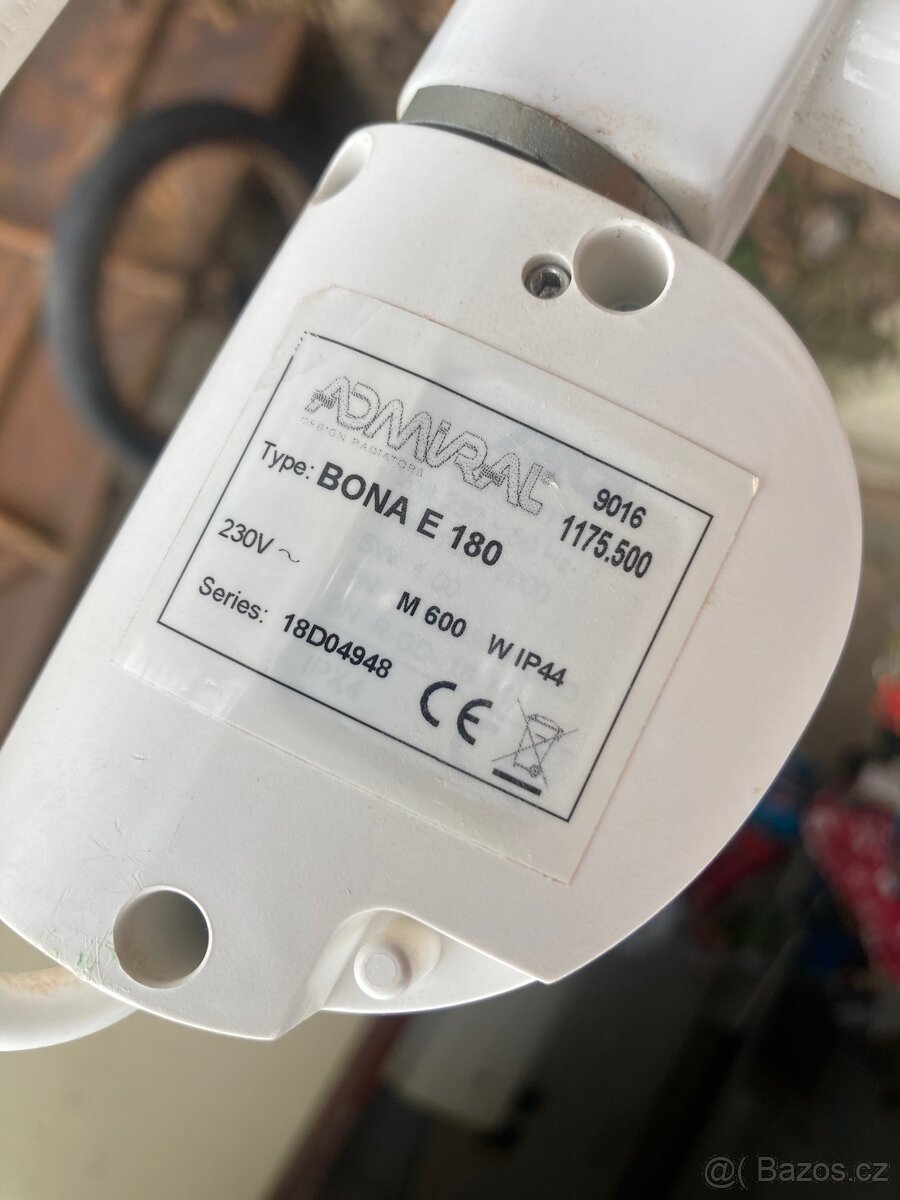 ADMiRAL®
DESIGN RADIATORS
9016
Type: BONA E 180 1175.500
230V ~ M 600 W IP44
Series: 18D04948
CE
@( Bazos.cz